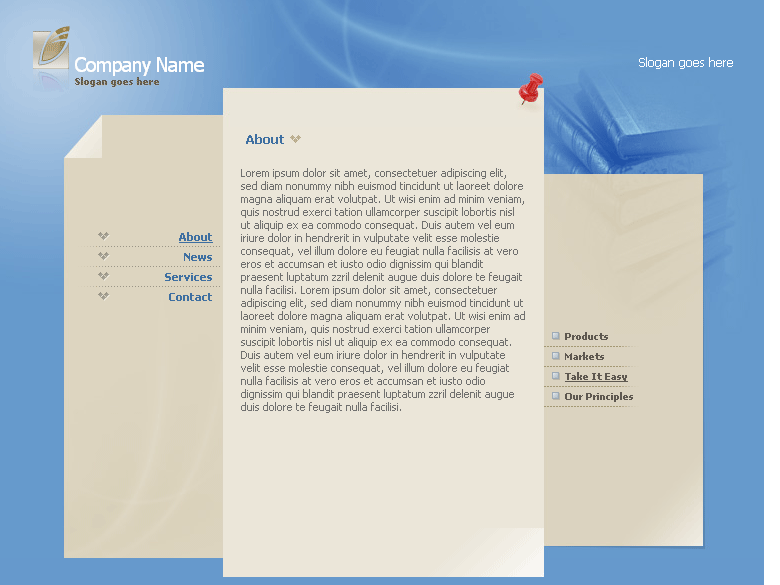 Company Name
Slogan goes here
Slogan goes here
About
News
Services
Contact
About
Lorem ipsum dolor sit amet, consectetuer adipiscing elit,
sed diam nonummy nibh euismod tincidunt ut laoreet dolore
magna aliquam erat volutpat. Ut wisi enim ad minim veniam,
quis nostrud exerci tation ullamcorper suscipit lobortis nisl
ut aliquip ex ea commodo consequat. Duis autem vel eum
iriure dolor in hendrerit in vulputate velit esse molestie
consequat, vel illum dolore eu feugiat nulla facilisis at vero
eros et accumsan et iusto odio dignissim qui blandit
praesent luptatum zzril delenit augue duis dolore te feugait
nulla facilisi. Lorem ipsum dolor sit amet, consectetuer
adipiscing elit, sed diam nonummy nibh euismod tincidunt ut
laoreet dolore magna aliquam erat volutpat. Ut wisi enim ad
minim veniam, quis nostrud exerci tation ullamcorper
suscipit lobortis nisl ut aliquip ex ea commodo consequat.
Duis autem vel eum iriure dolor in hendrerit in vulputate
velit esse molestie consequat, vel illum dolore eu feugiat
nulla facilisis at vero eros et accumsan et iusto odio
dignissim qui blandit praesent luptatum zzril delenit augue
duis dolore te feugait nulla facilisi.
Products
Markets
Take It Easy
Our Principles